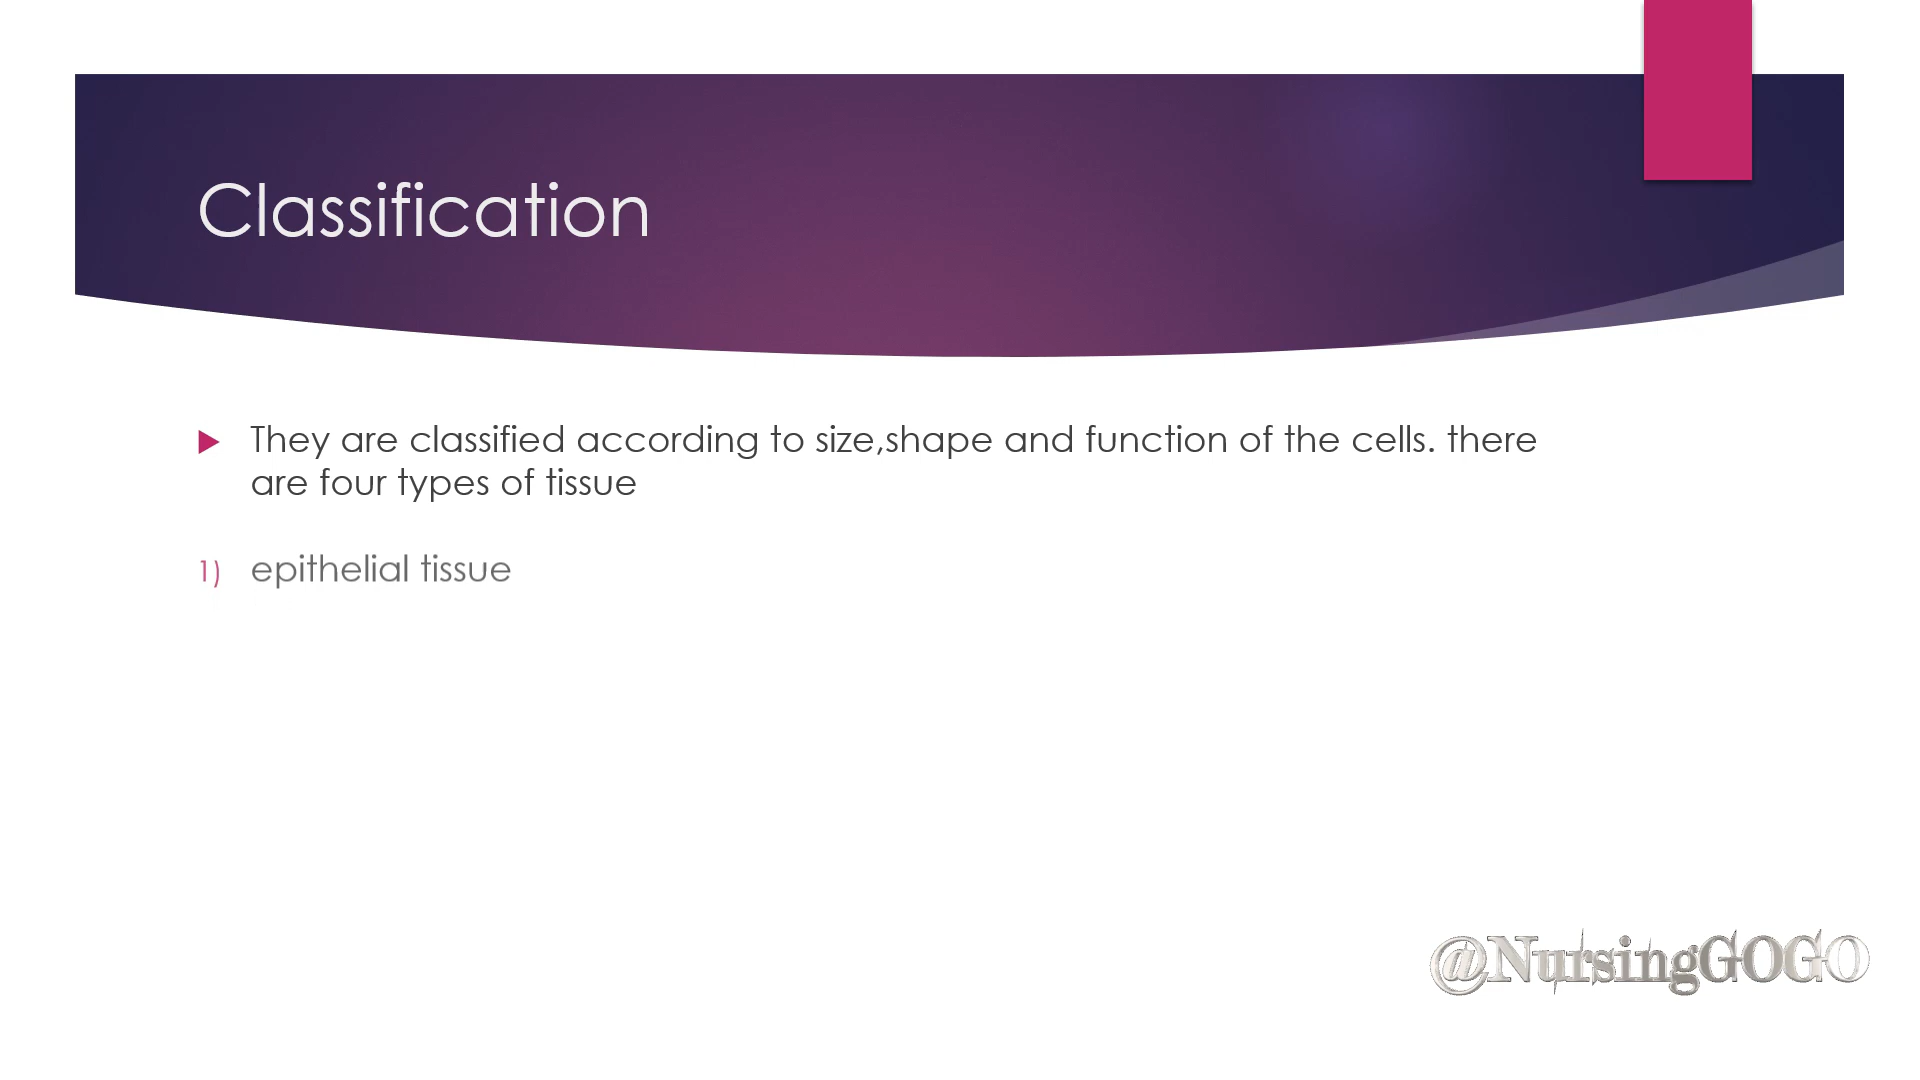 Classification
They are classified according to size,shape and function of the cells. there
are four types of tissue
1) epithelial tissue
@NursingGOGO